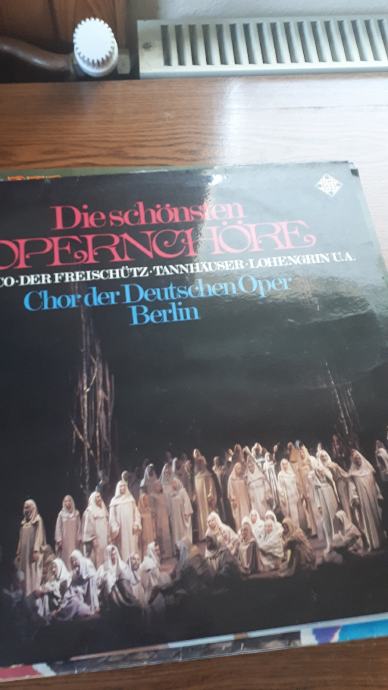 Die schönsten
OPERNCHÖRE
CO · DER FREISCHÜTZ · TANNHÄUSER · LOHENGRIN U.A.
Chor der Deutschen Oper
Berlin